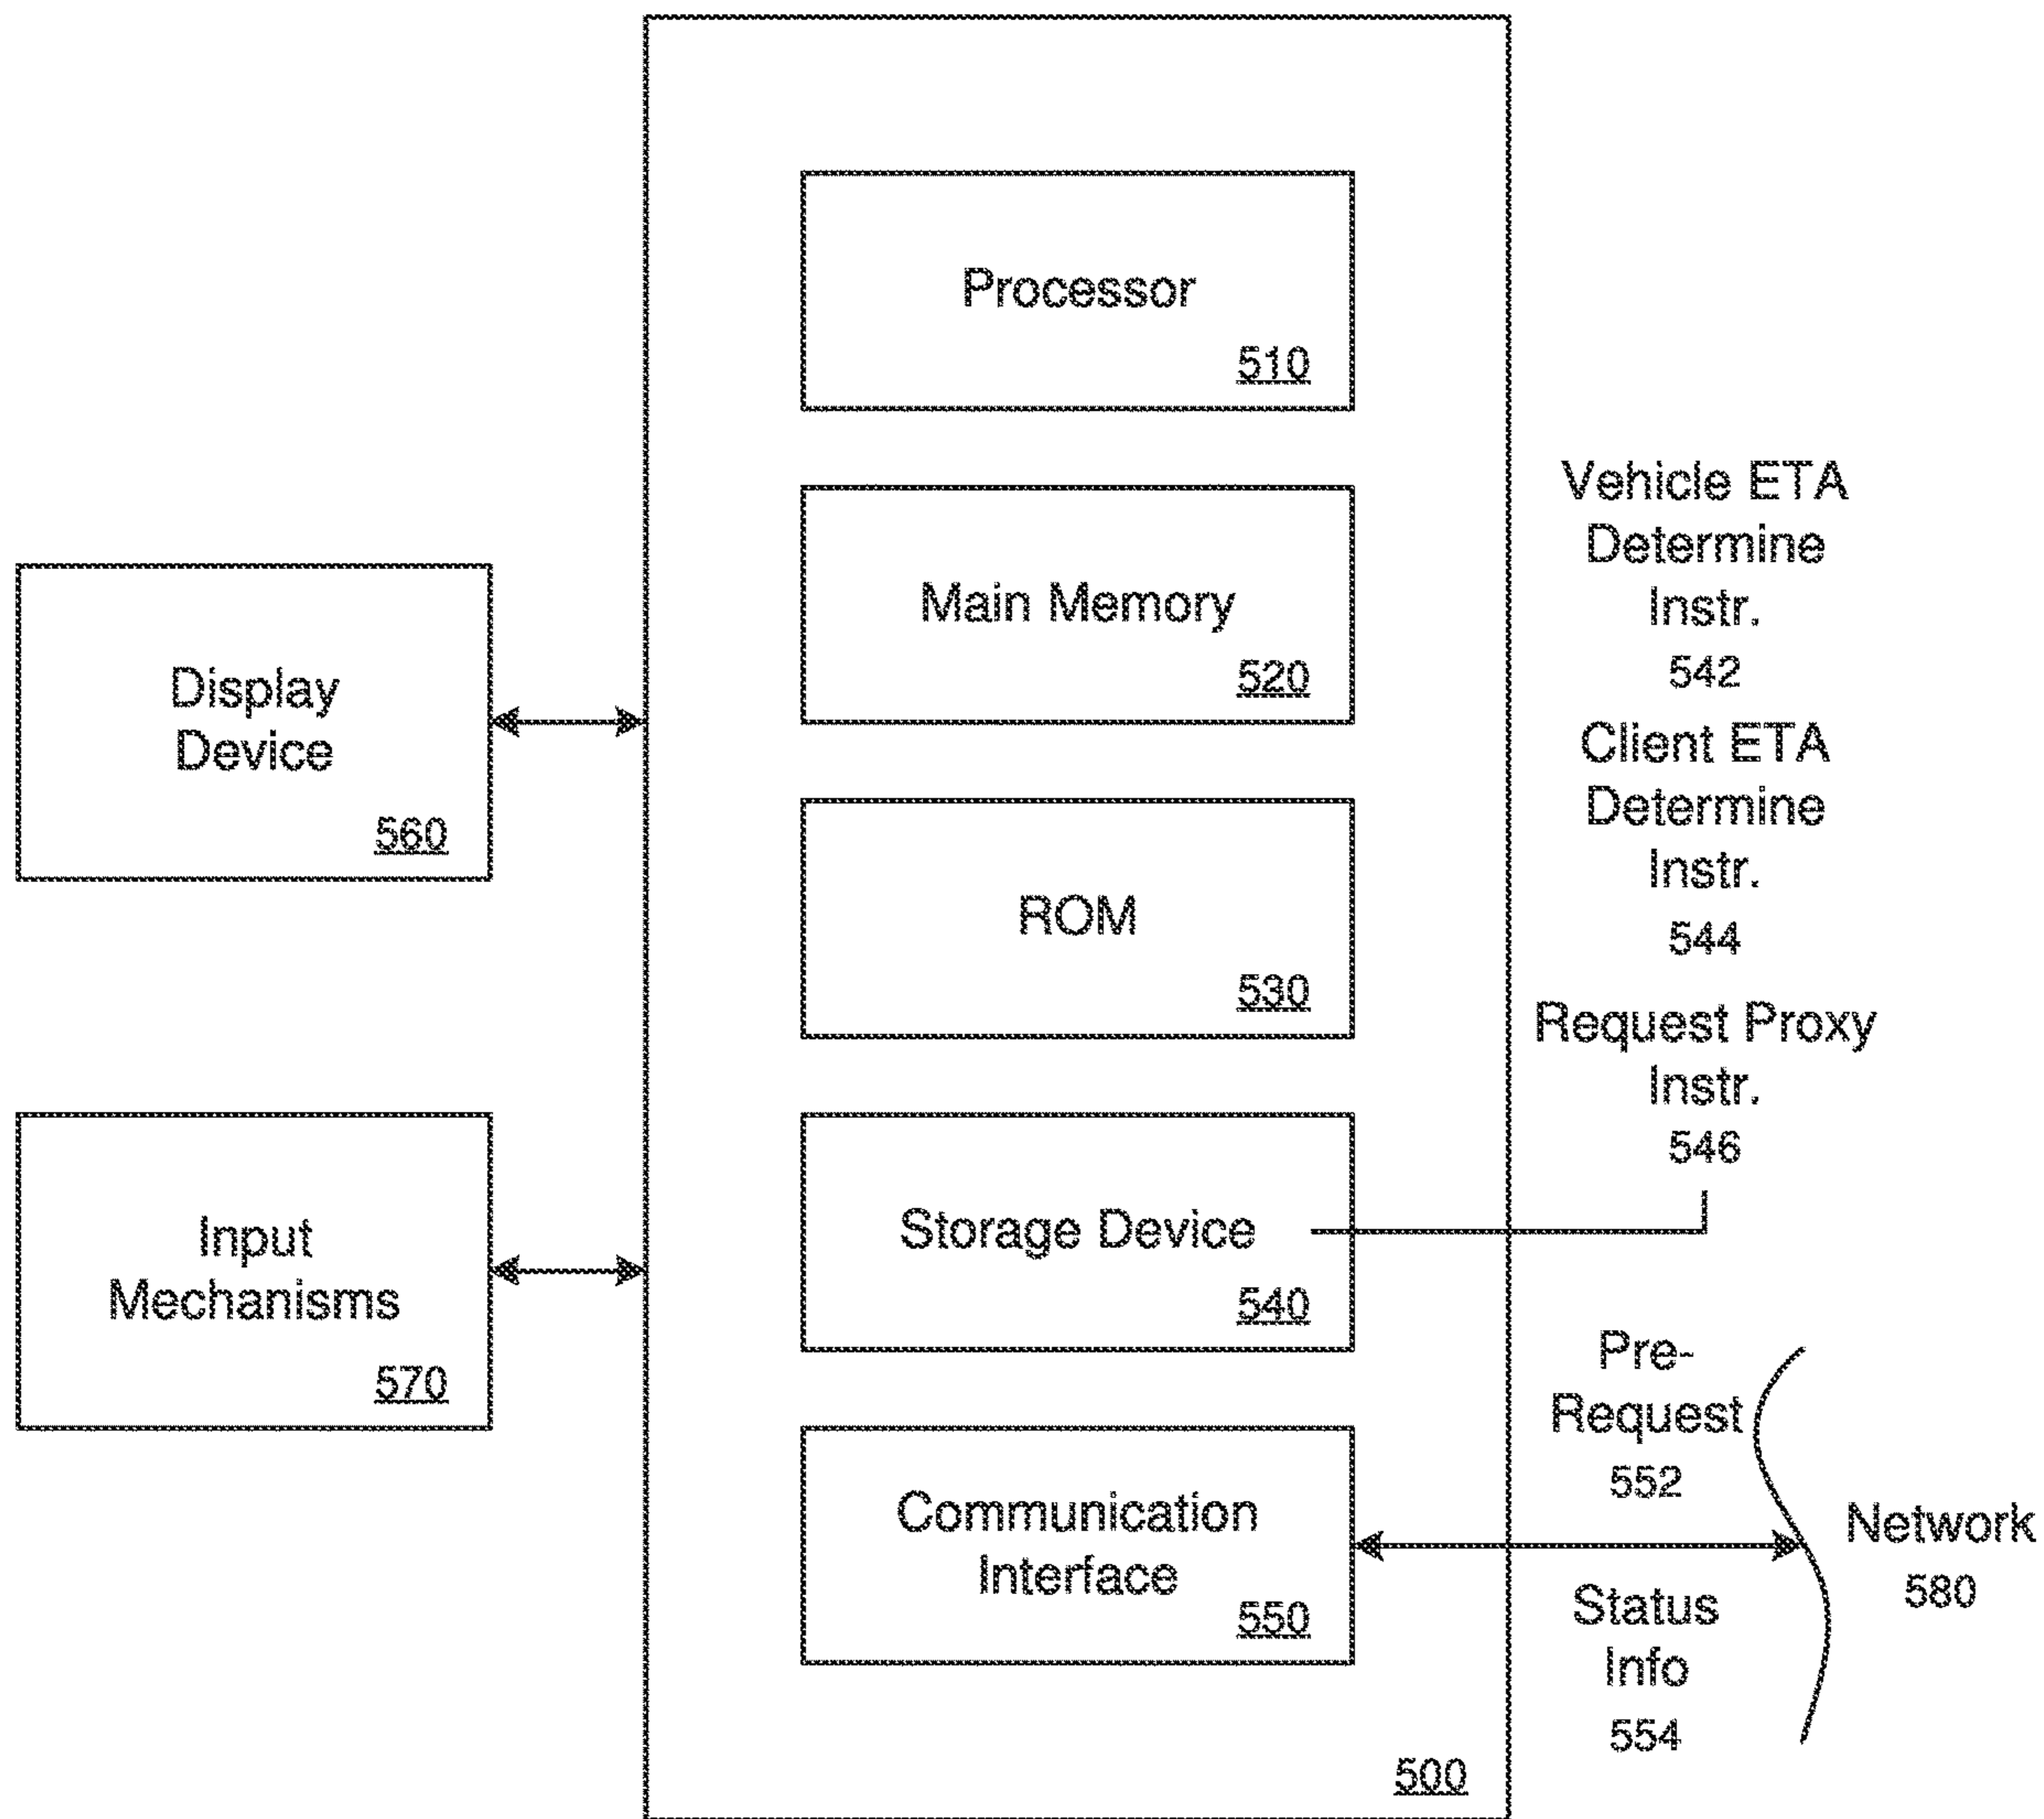 Processor
510
Main Memory
520
ROM
530
Storage Device
540
Communication
Interface
550
500
Display
Device
560
Input
Mechanisms
570
Vehicle ETA
Determine
Instr.
542
Client ETA
Determine
Instr.
544
Request Proxy
Instr.
546
Pre-
Request
552
Status
Info
554
Network
580